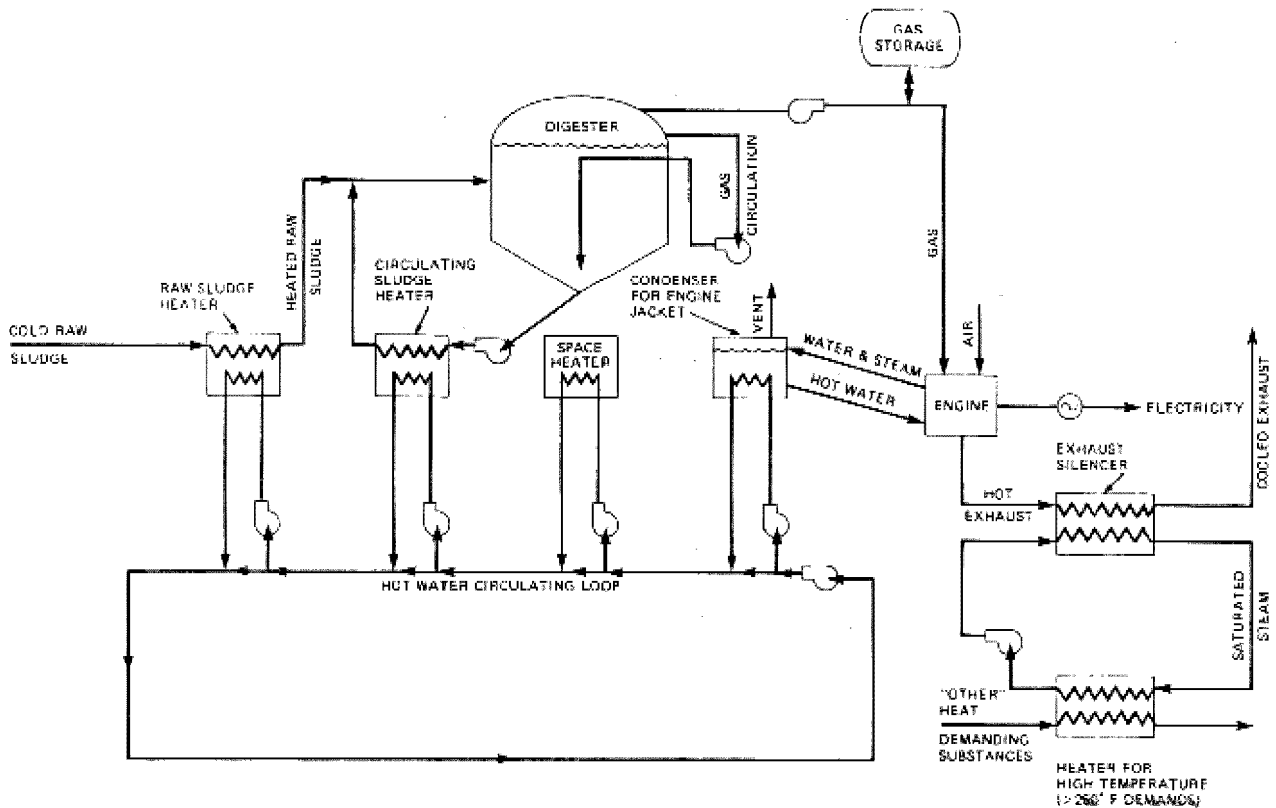 GAS
STORAGE
DIGESTER
GAS
CIRCULATION
HEATED RAW
SLUDGE
CIRCULATING
SLUDGE
HEATER
RAW SLUDGE
HEATER
COLD RAW
SLUDGE
SPACE
HEATER
CONDENSER
FOR ENGINE
JACKET
VENT
WATER & STEAM
HOT WATER
GAS
AIR
ENGINE
ELECTRICITY
COOLED EXHAUST
EXHAUST
SILENCER
HOT
EXHAUST
HOT WATER CIRCULATING LOOP
SATURATED
STEAM
"OTHER"
HEAT
DEMANDING
SUBSTANCES
HEATER FOR
HIGH TEMPERATURE
(> 260° F DEMANDS)